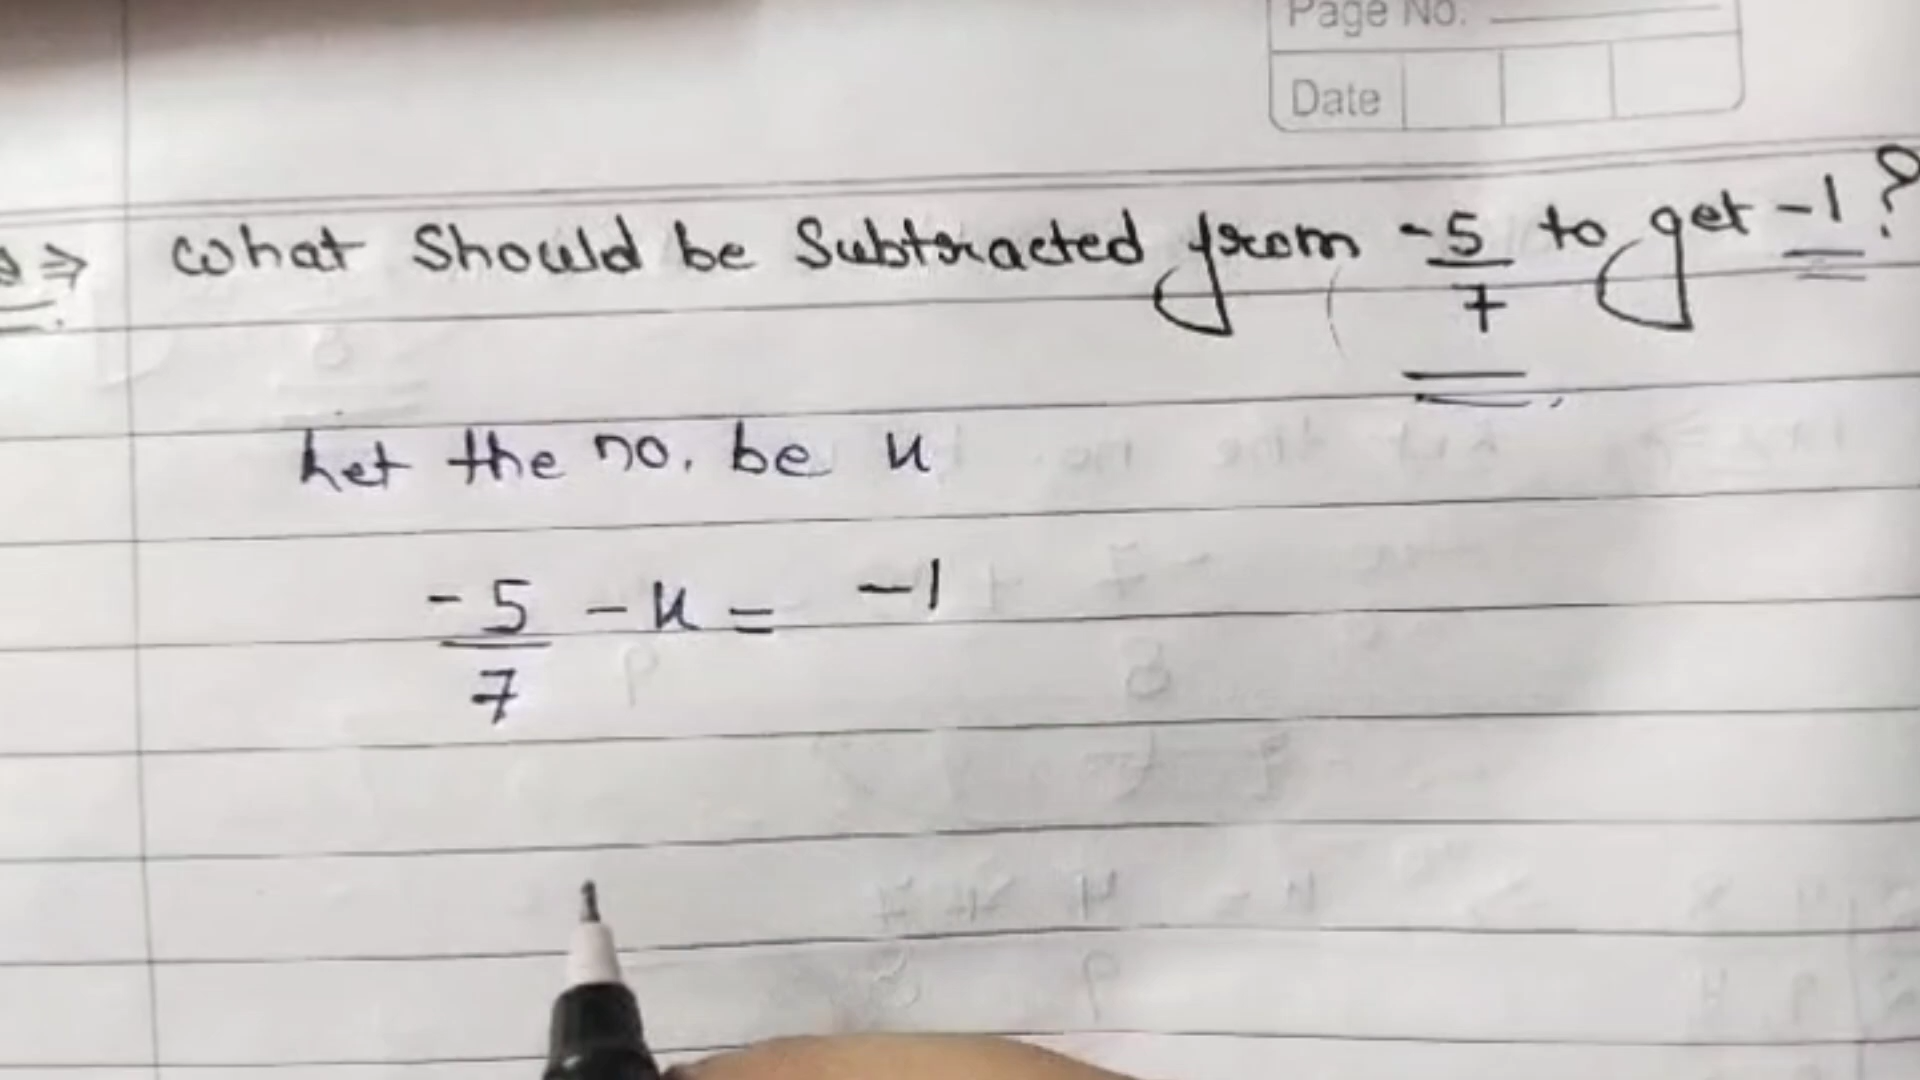 Page No.
Date
⇒ What Should be Subtracted from -5/7 to get -1?
Let the no. be x
-5/7 - x = -1